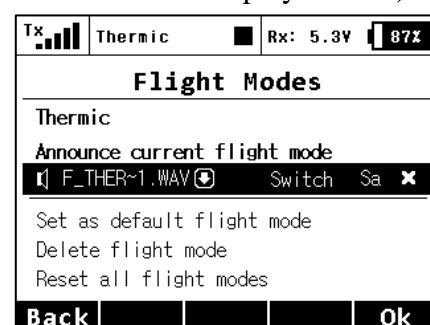 Tx Thermic Rx: 5.3V 87%
Flight Modes
Thermic
Announce current flight mode
F_THER~1.WAV Switch Sa
Set as default flight mode
Delete flight mode
Reset all flight modes
Back Ok